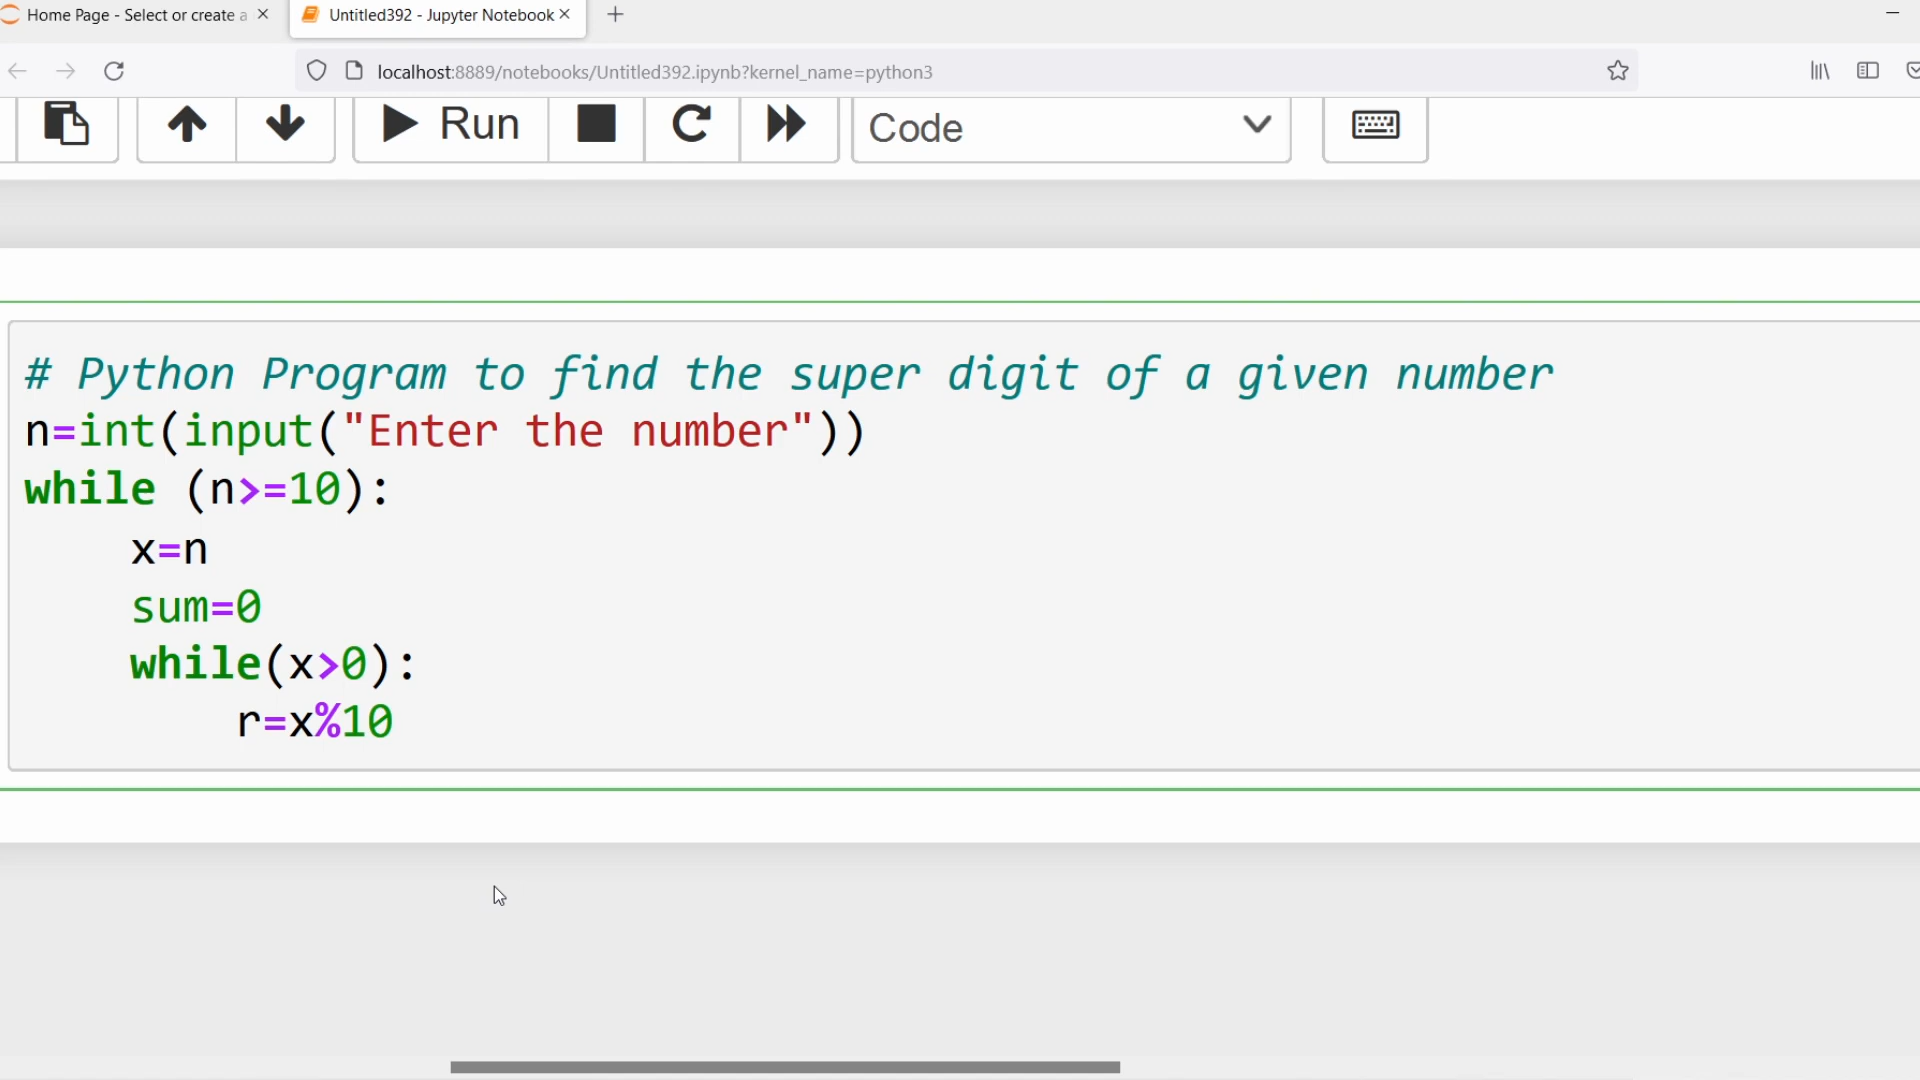 Home Page - Select or create a
Untitled392 - Jupyter Notebook
localhost:8889/notebooks/Untitled392.ipynb?kernel_name=python3
Run
Code
# Python Program to find the super digit of a given number
n=int(input("Enter the number"))
while (n>=10):
    x=n
    sum=0
    while(x>0):
        r=x%10